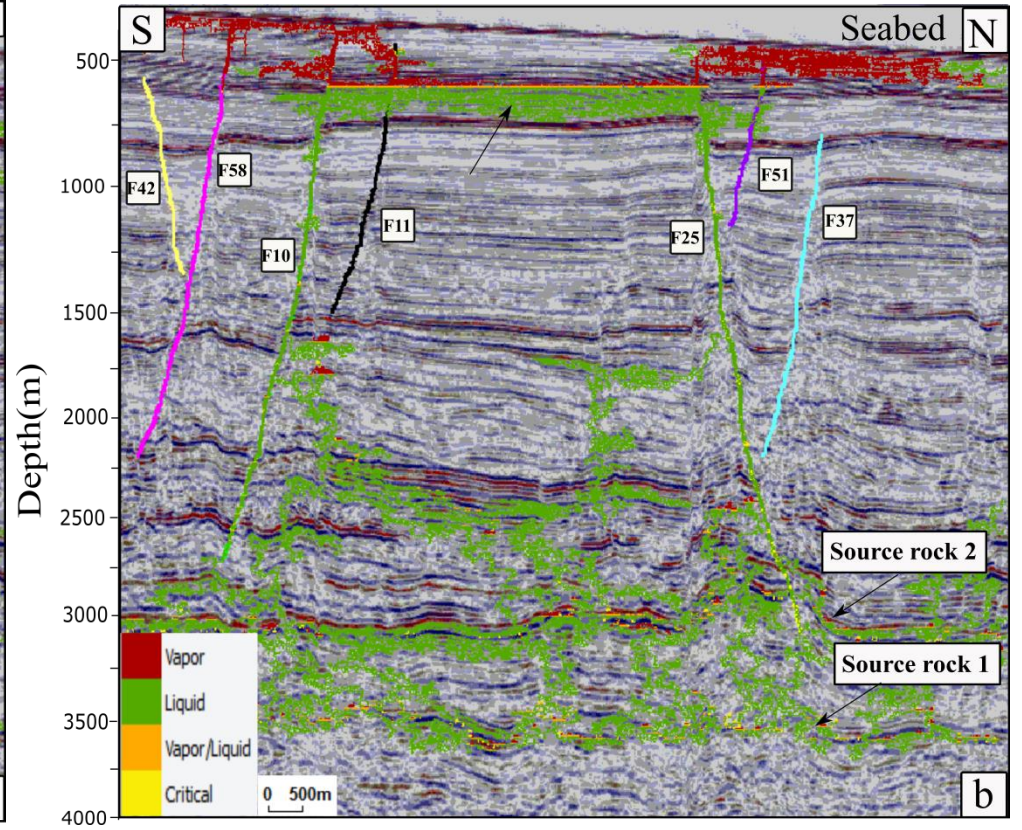 S
Seabed
N
Depth(m)
500
1000
1500
2000
2500
3000
3500
4000
F42
F58
F10
F11
F25
F51
F37
Source rock 2
Source rock 1
Vapor
Liquid
Vapor/Liquid
Critical
0 500m
b